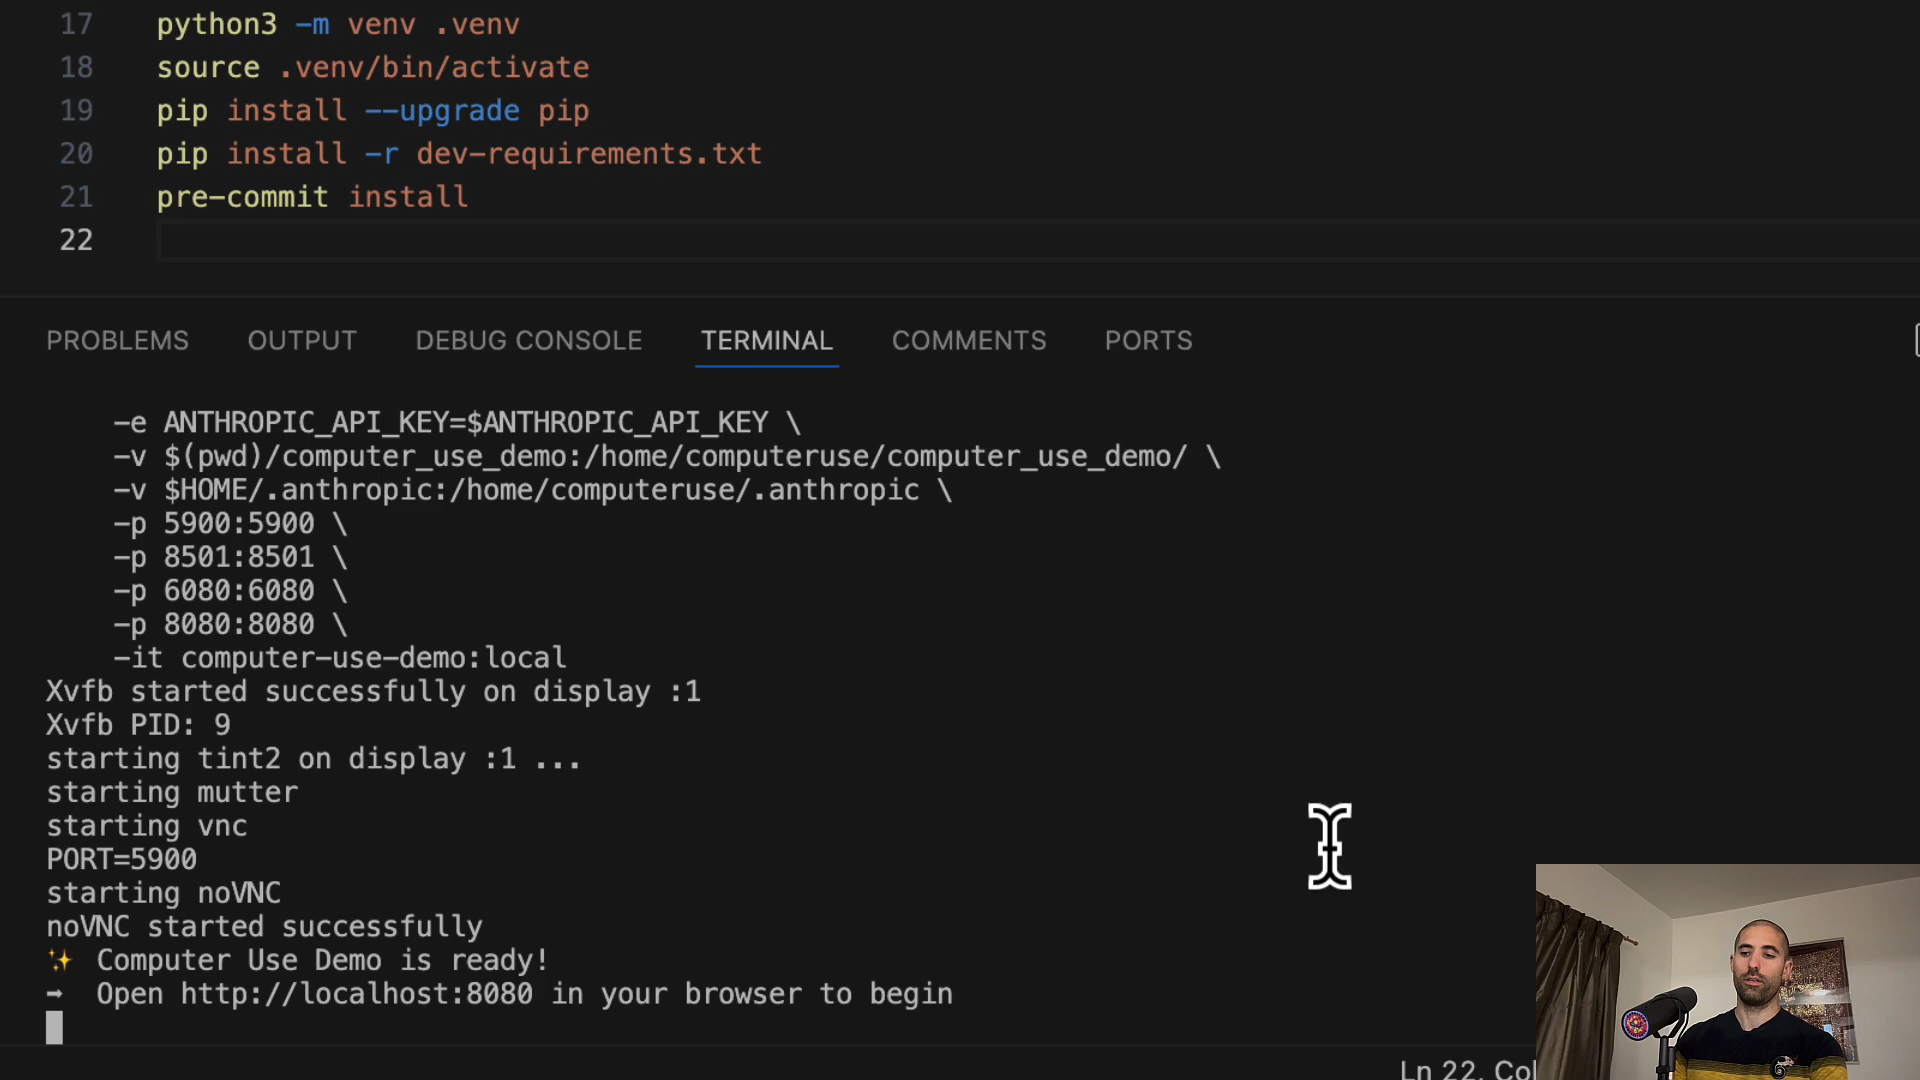 17 python3 -m venv .venv
18 source .venv/bin/activate
19 pip install --upgrade pip
20 pip install -r dev-requirements.txt
21 pre-commit install
22
PROBLEMS OUTPUT DEBUG CONSOLE TERMINAL COMMENTS PORTS
-e ANTHROPIC_API_KEY=$ANTHROPIC_API_KEY \
-v $(pwd)/computer_use_demo:/home/computeruse/computer_use_demo/ \
-v $HOME/.anthropic:/home/computeruse/.anthropic \
-p 5900:5900 \
-p 8501:8501 \
-p 6080:6080 \
-p 8080:8080 \
-it computer-use-demo:local
Xvfb started successfully on display :1
Xvfb PID: 9
starting tint2 on display :1 ...
starting mutter
starting vnc
PORT=5900
starting noVNC
noVNC started successfully
✨ Computer Use Demo is ready!
➡ Open http://localhost:8080 in your browser to begin
Ln 22, Col